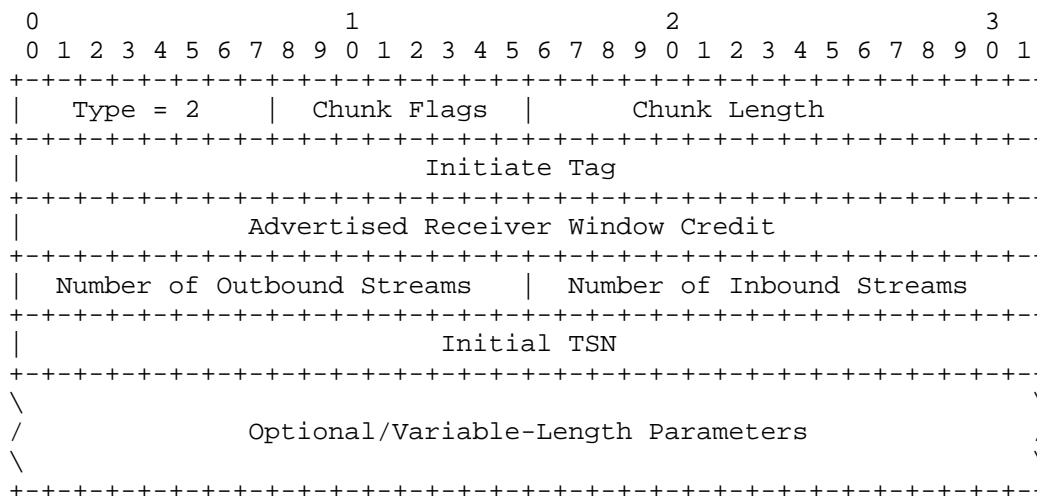 0                   1                   2                   3
 0 1 2 3 4 5 6 7 8 9 0 1 2 3 4 5 6 7 8 9 0 1 2 3 4 5 6 7 8 9 0 1
+-+-+-+-+-+-+-+-+-+-+-+-+-+-+-+-+-+-+-+-+-+-+-+-+-+-+-+-+-+-+-+-
|   Type = 2    |  Chunk Flags  |      Chunk Length
+-+-+-+-+-+-+-+-+-+-+-+-+-+-+-+-+-+-+-+-+-+-+-+-+-+-+-+-+-+-+-+-
|                         Initiate Tag
+-+-+-+-+-+-+-+-+-+-+-+-+-+-+-+-+-+-+-+-+-+-+-+-+-+-+-+-+-+-+-+-
|              Advertised Receiver Window Credit
+-+-+-+-+-+-+-+-+-+-+-+-+-+-+-+-+-+-+-+-+-+-+-+-+-+-+-+-+-+-+-+-
|  Number of Outbound Streams   |  Number of Inbound Streams
+-+-+-+-+-+-+-+-+-+-+-+-+-+-+-+-+-+-+-+-+-+-+-+-+-+-+-+-+-+-+-+-
|                          Initial TSN
+-+-+-+-+-+-+-+-+-+-+-+-+-+-+-+-+-+-+-+-+-+-+-+-+-+-+-+-+-+-+-+-
\                                                               \
/              Optional/Variable-Length Parameters              /
\                                                               \
+-+-+-+-+-+-+-+-+-+-+-+-+-+-+-+-+-+-+-+-+-+-+-+-+-+-+-+-+-+-+-+-